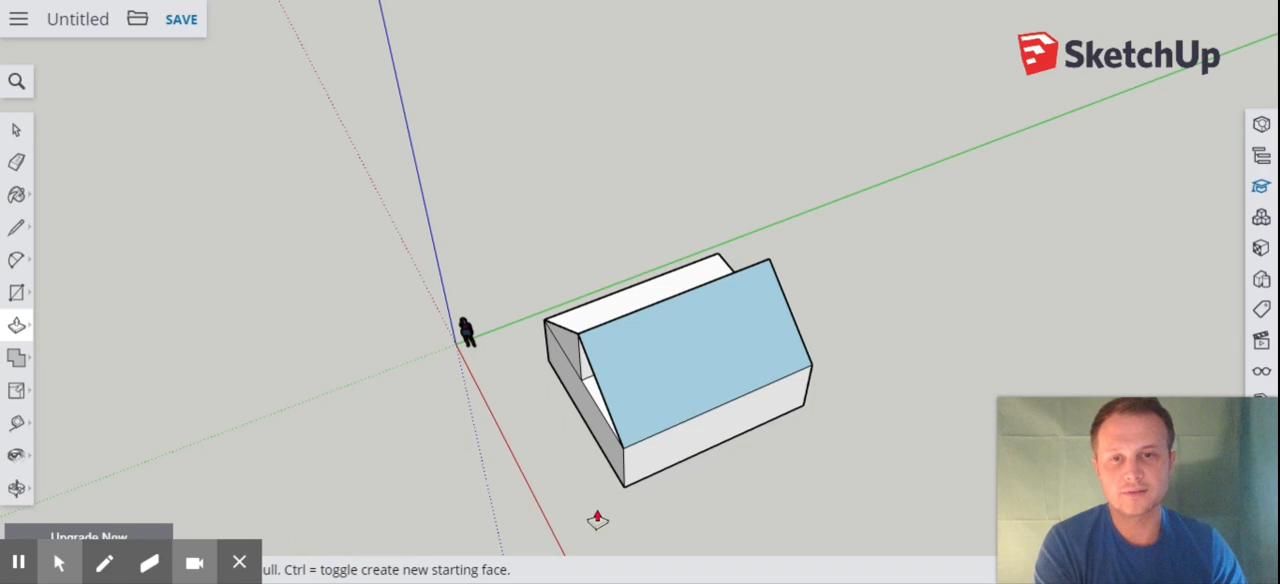 Untitled
SAVE
SketchUp
Upgrade Now
ull. Ctrl = toggle create new starting face.